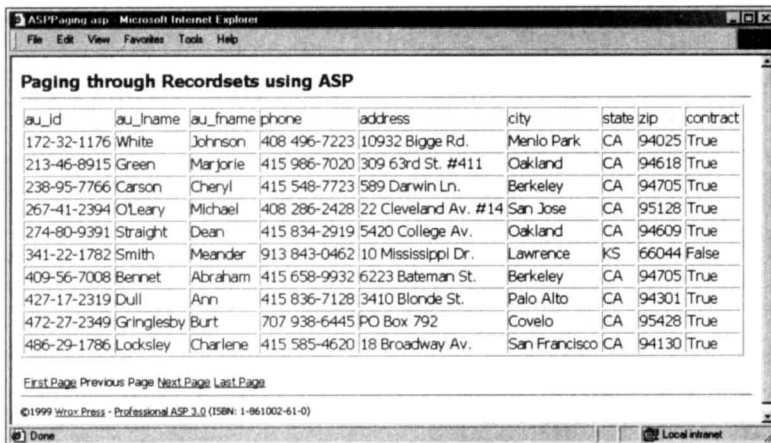 ASPPaging.asp - Microsoft Internet Explorer
File Edit View Favorites Tools Help
Paging through Recordsets using ASP
au_id au_lname au_fname phone address city state zip contract
172-32-1176 White Johnson 408 496-7223 10932 Bigge Rd. Menlo Park CA 94025 True
213-46-8915 Green Marjorie 415 986-7020 309 63rd St. #411 Oakland CA 94618 True
238-95-7766 Carson Cheryl 415 548-7723 589 Darwin Ln. Berkeley CA 94705 True
267-41-2394 O'Leary Michael 408 286-2428 22 Cleveland Av. #14 San Jose CA 95128 True
274-80-9391 Straight Dean 415 834-2919 5420 College Av. Oakland CA 94609 True
341-22-1782 Smith Meander 913 843-0462 10 Mississippi Dr. Lawrence KS 66044 False
409-56-7008 Bennet Abraham 415 658-9932 6223 Bateman St. Berkeley CA 94705 True
427-17-2319 Dull Ann 415 836-7128 3410 Blonde St. Palo Alto CA 94301 True
472-27-2349 Gringlesby Burt 707 938-6445 PO Box 792 Covelo CA 95428 True
486-29-1786 Locksley Charlene 415 585-4620 18 Broadway Av. San Francisco CA 94130 True
First Page Previous Page Next Page Last Page
©1999 Wrox Press - Professional ASP 3.0 (ISBN: 1-861002-61-0)
Done Local intranet